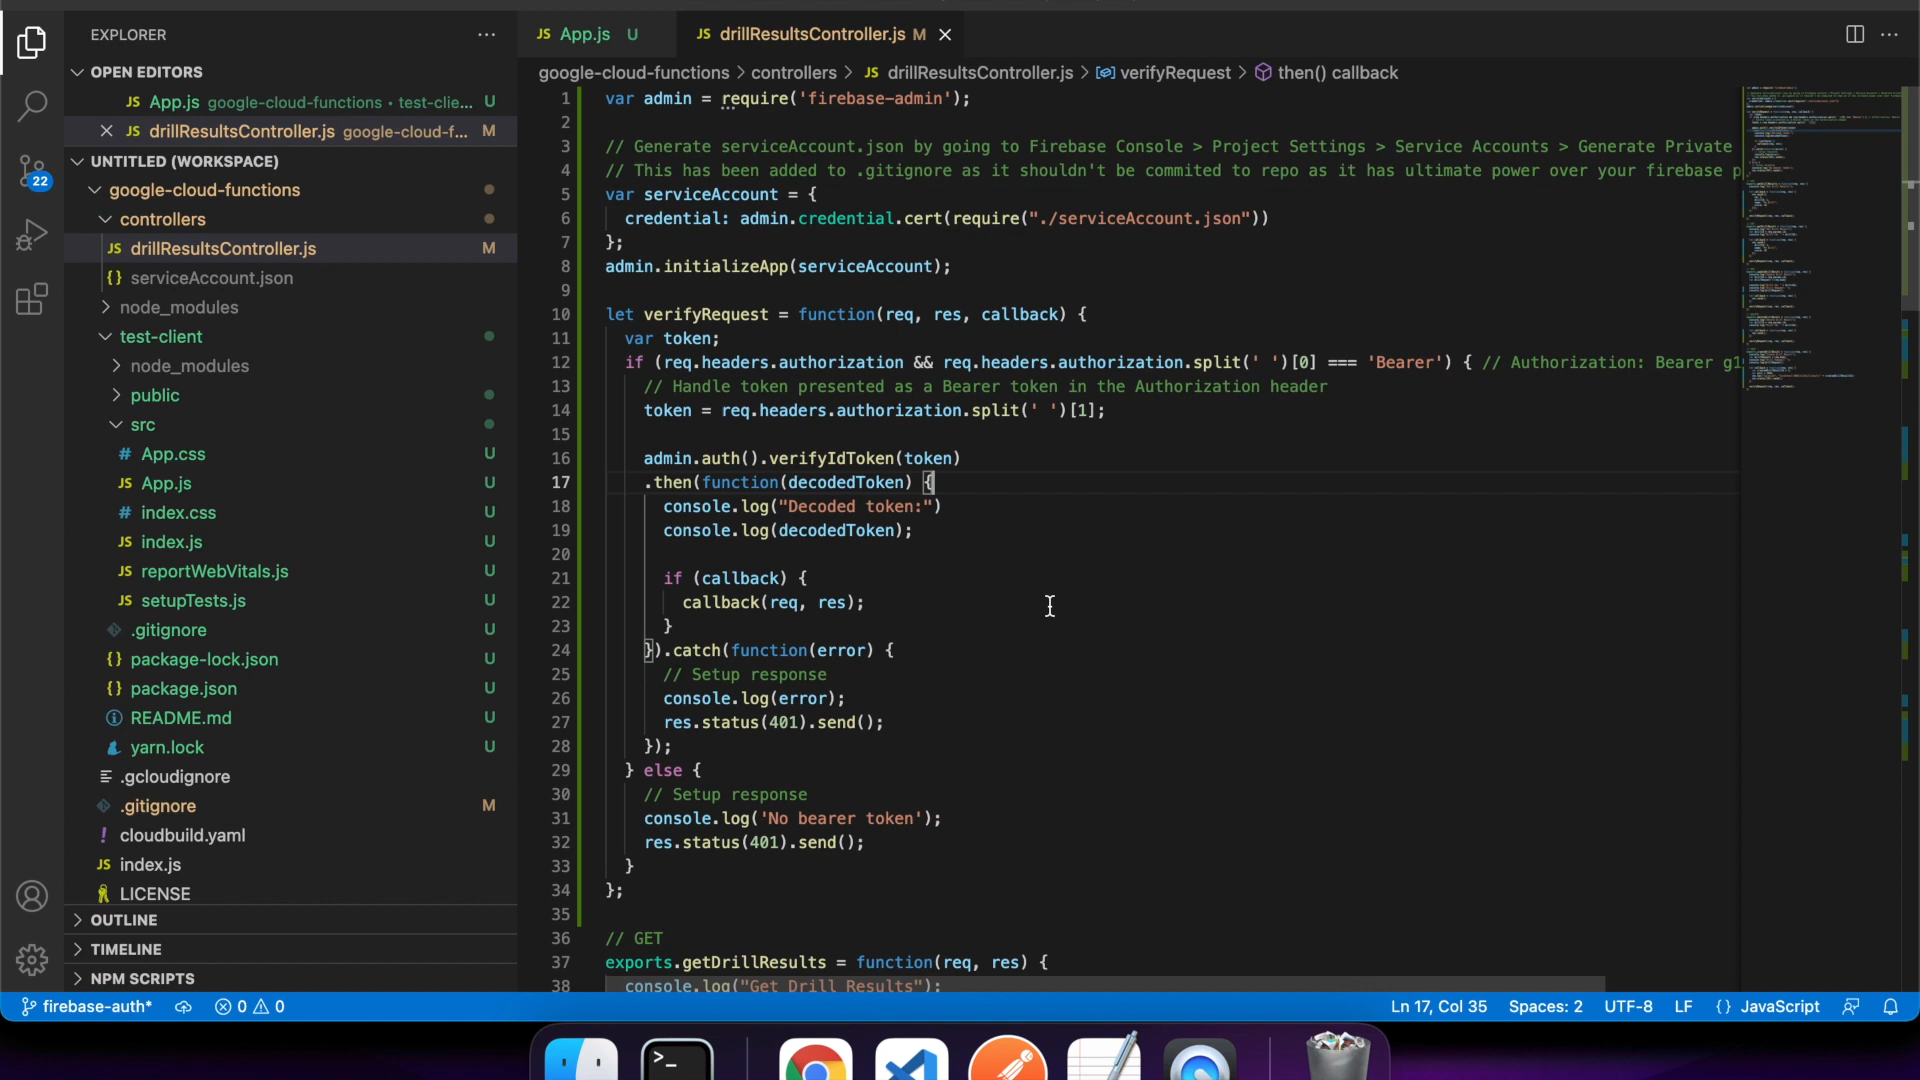 EXPLORER
OPEN EDITORS
JS App.js google-cloud-functions • test-clie... U
JS drillResultsController.js google-cloud-f... M
UNTITLED (WORKSPACE)
google-cloud-functions
controllers
JS drillResultsController.js M
{} serviceAccount.json
node_modules
test-client
node_modules
public
src
# App.css U
JS App.js U
# index.css U
JS index.js U
JS reportWebVitals.js U
JS setupTests.js U
.gitignore U
{} package-lock.json U
{} package.json U
README.md U
yarn.lock U
.gcloudignore
.gitignore M
! cloudbuild.yaml
JS index.js
LICENSE
OUTLINE
TIMELINE
NPM SCRIPTS
22
JS App.js U
JS drillResultsController.js M
google-cloud-functions > controllers > JS drillResultsController.js > verifyRequest > then() callback
1 var admin = require('firebase-admin');
2
3 // Generate serviceAccount.json by going to Firebase Console > Project Settings > Service Accounts > Generate Private
4 // This has been added to .gitignore as it shouldn't be commited to repo as it has ultimate power over your firebase p
5 var serviceAccount = {
6 credential: admin.credential.cert(require("./serviceAccount.json"))
7 };
8 admin.initializeApp(serviceAccount);
9
10 let verifyRequest = function(req, res, callback) {
11 var token;
12 if (req.headers.authorization && req.headers.authorization.split(' ')[0] === 'Bearer') { // Authorization: Bearer g1
13 // Handle token presented as a Bearer token in the Authorization header
14 token = req.headers.authorization.split(' ')[1];
15
16 admin.auth().verifyIdToken(token)
17 .then(function(decodedToken) {
18 console.log("Decoded token:")
19 console.log(decodedToken);
20
21 if (callback) {
22 callback(req, res);
23 }
24 }).catch(function(error) {
25 // Setup response
26 console.log(error);
27 res.status(401).send();
28 });
29 } else {
30 // Setup response
31 console.log('No bearer token');
32 res.status(401).send();
33 }
34 };
35
36 // GET
37 exports.getDrillResults = function(req, res) {
38 console.log("Get Drill Results");
firebase-auth* 0 0 Ln 17, Col 35 Spaces: 2 UTF-8 LF {} JavaScript
>_